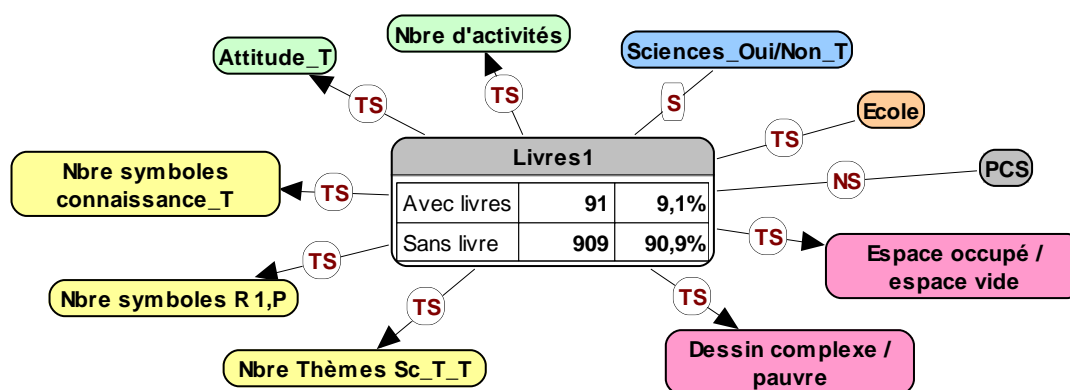 Nbre d'activités
Sciences_Oui/Non_T
Attitude_T
TS
TS
S
Ecole
TS
Livres1
Nbre symboles
connaissance_T
TS
NS
PCS
Avec livres 91 9,1%
Sans livre 909 90,9%
TS
Espace occupé /
espace vide
TS
Nbre symboles R1,P
TS
TS
Nbre Thèmes Sc_T_T
Dessin complexe /
pauvre